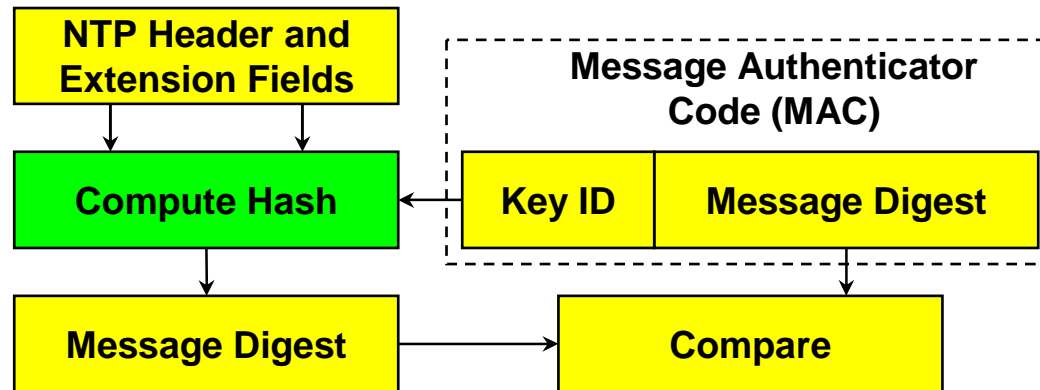 NTP Header and
Extension Fields
Message Authenticator
Code (MAC)
Compute Hash
Key ID
Message Digest
Message Digest
Compare